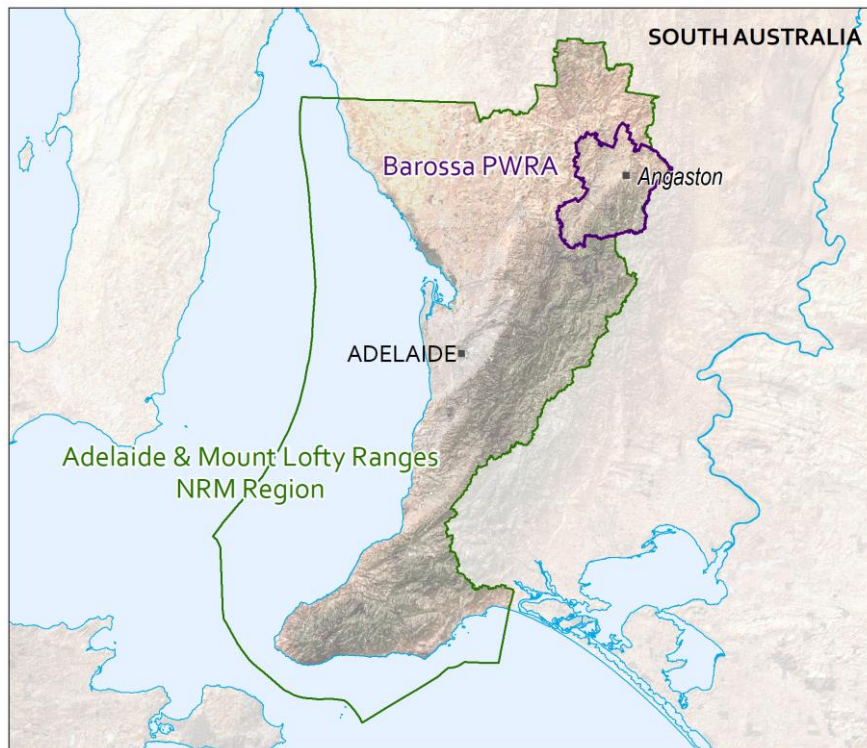 SOUTH AUSTRALIA
Barossa PWRA
Angaston
ADELAIDE
Adelaide & Mount Lofty Ranges
NRM Region